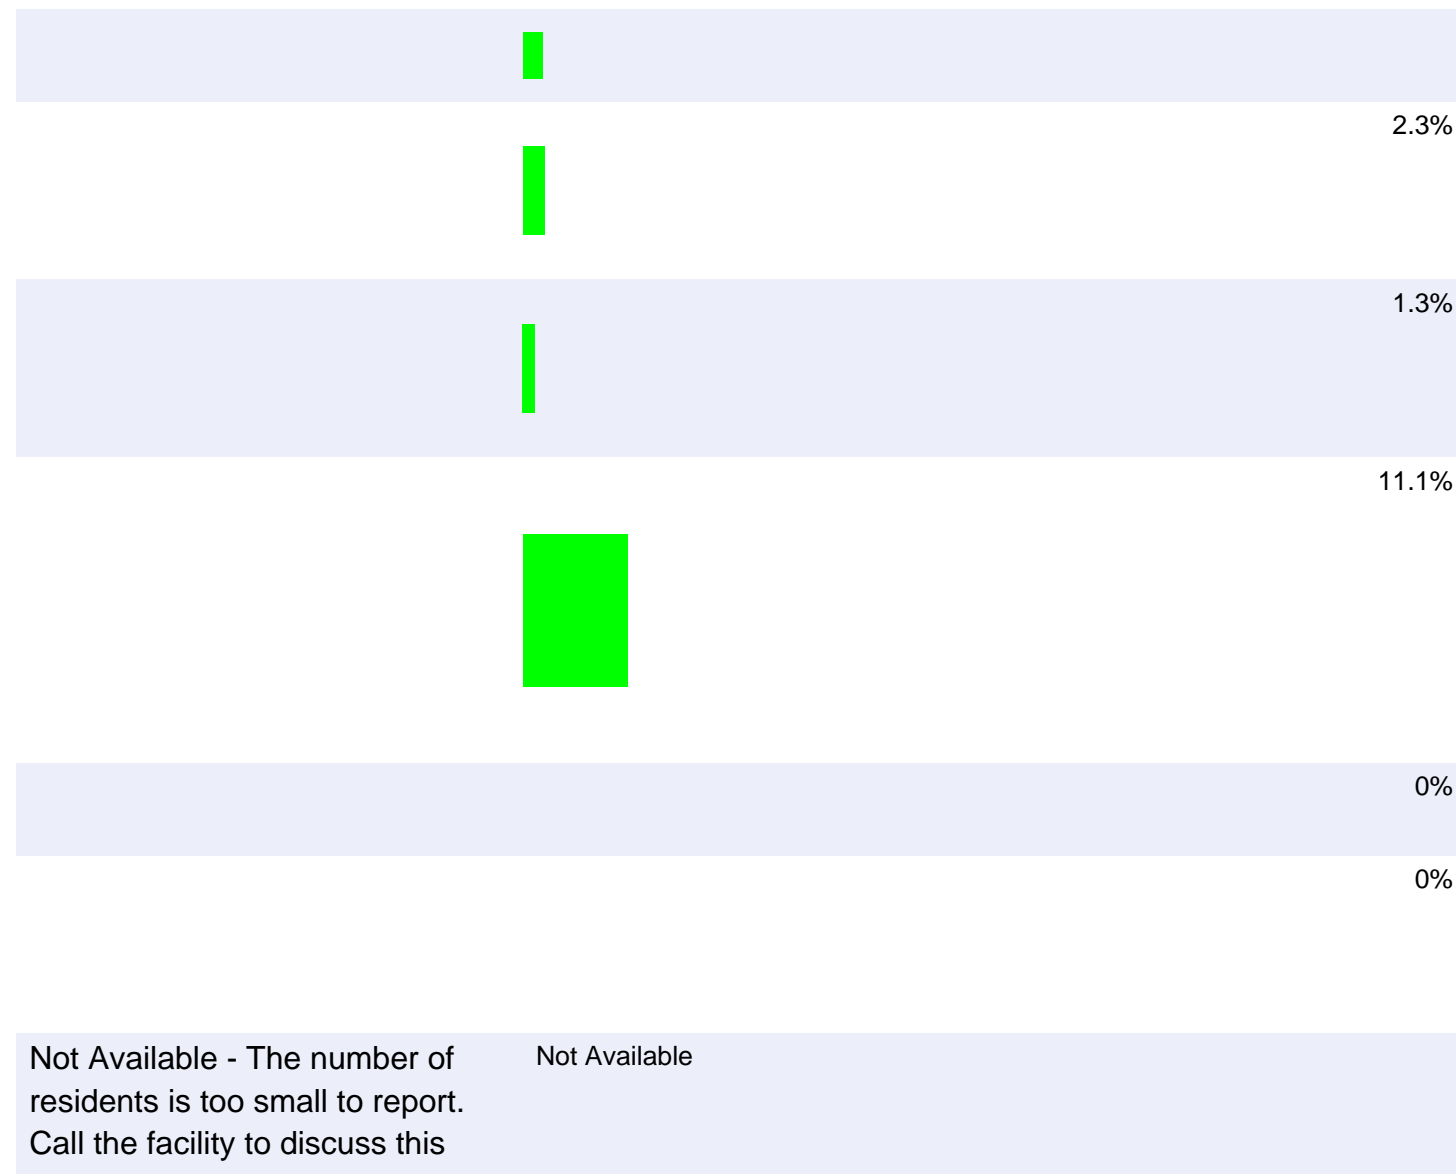 2.3%
1.3%
11.1%
0%
0%
Not Available - The number of
residents is too small to report.
Call the facility to discuss this
Not Available